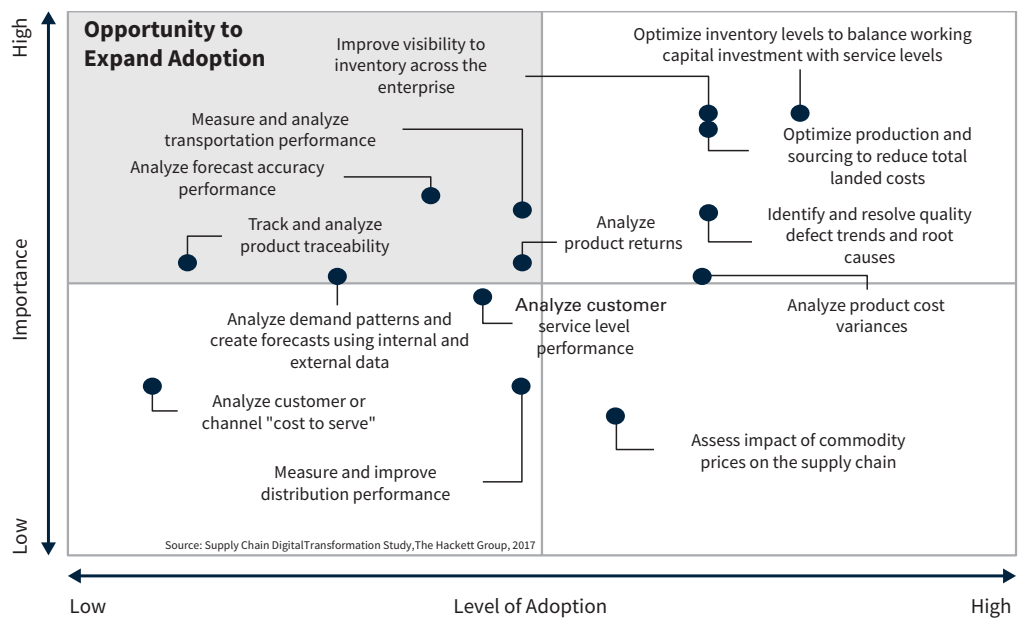 High
Opportunity to
Expand Adoption
Improve visibility to
inventory across the
enterprise
Optimize inventory levels to balance working
capital investment with service levels
Measure and analyze
transportation performance
Optimize production and
sourcing to reduce total
landed costs
Analyze forecast accuracy
performance
Track and analyze
product traceability
Analyze
product returns
Identify and resolve quality
defect trends and root
causes
Importance
Analyze demand patterns and
create forecasts using internal and
external data
Analyze customer
service level
performance
Analyze product cost
variances
Analyze customer or
channel "cost to serve"
Assess impact of commodity
prices on the supply chain
Measure and improve
distribution performance
Low
Source: Supply Chain DigitalTransformation Study,The Hackett Group, 2017
Low
Level of Adoption
High